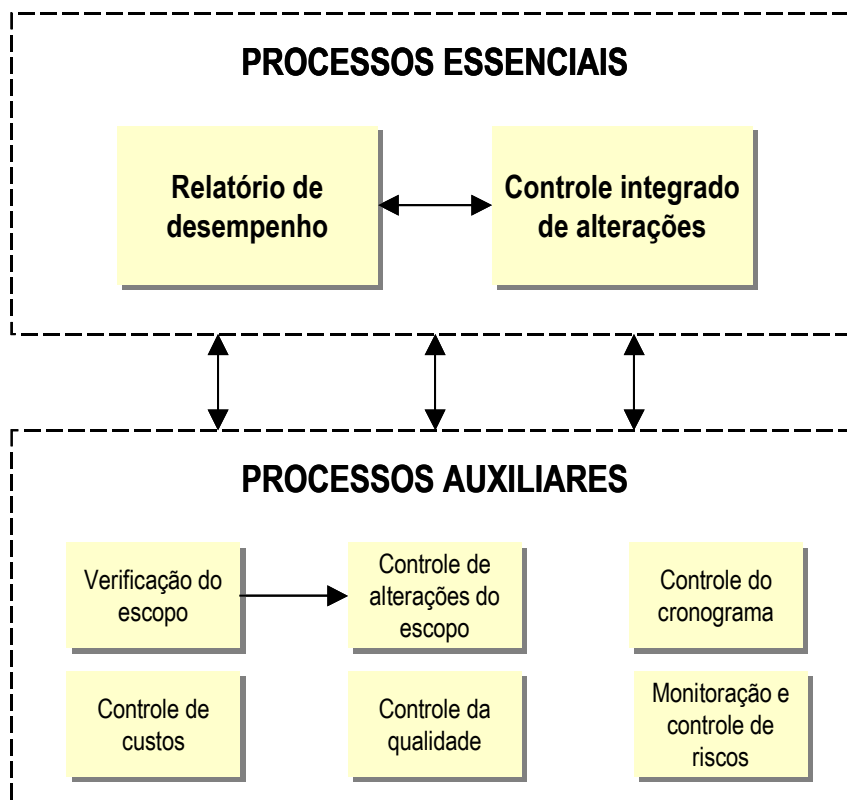 PROCESSOS ESSENCIAIS
Relatório de
desempenho
Controle integrado
de alterações
PROCESSOS AUXILIARES
Verificação do
escopo
Controle de
alterações do
escopo
Controle do
cronograma
Controle de
custos
Controle da
qualidade
Monitoração e
controle de
riscos